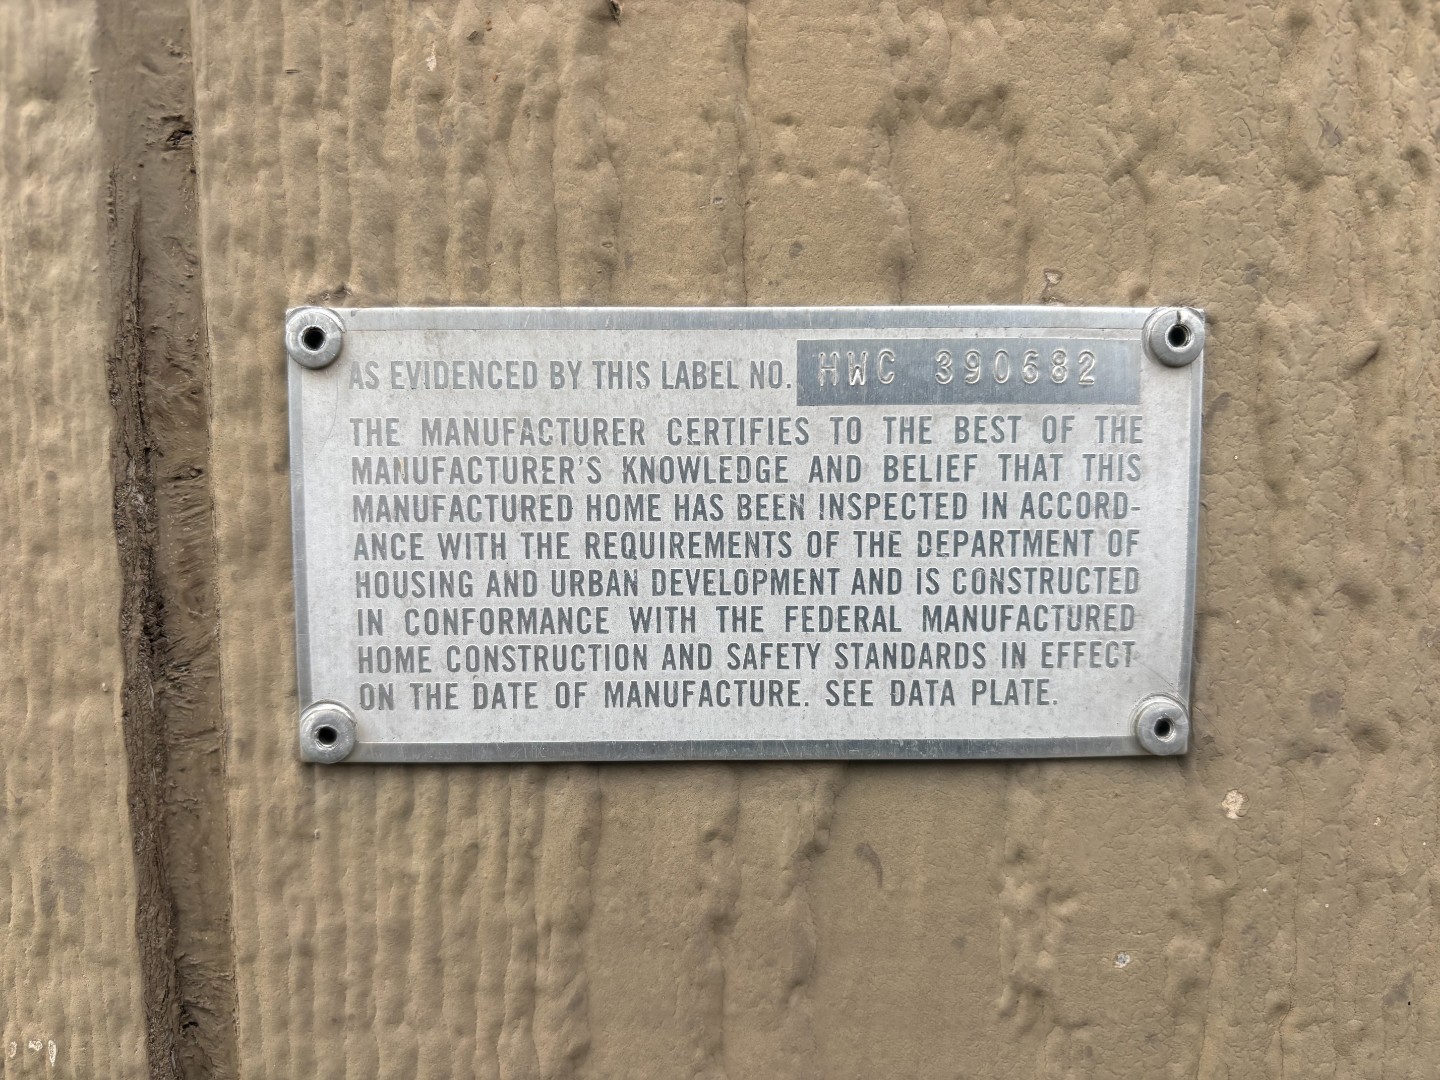 AS EVIDENCED BY THIS LABEL NO. HWC 390682
THE MANUFACTURER CERTIFIES TO THE BEST OF THE
MANUFACTURER'S KNOWLEDGE AND BELIEF THAT THIS
MANUFACTURED HOME HAS BEEN INSPECTED IN ACCORD-
ANCE WITH THE REQUIREMENTS OF THE DEPARTMENT OF
HOUSING AND URBAN DEVELOPMENT AND IS CONSTRUCTED
IN CONFORMANCE WITH THE FEDERAL MANUFACTURED
HOME CONSTRUCTION AND SAFETY STANDARDS IN EFFECT
ON THE DATE OF MANUFACTURE. SEE DATA PLATE.